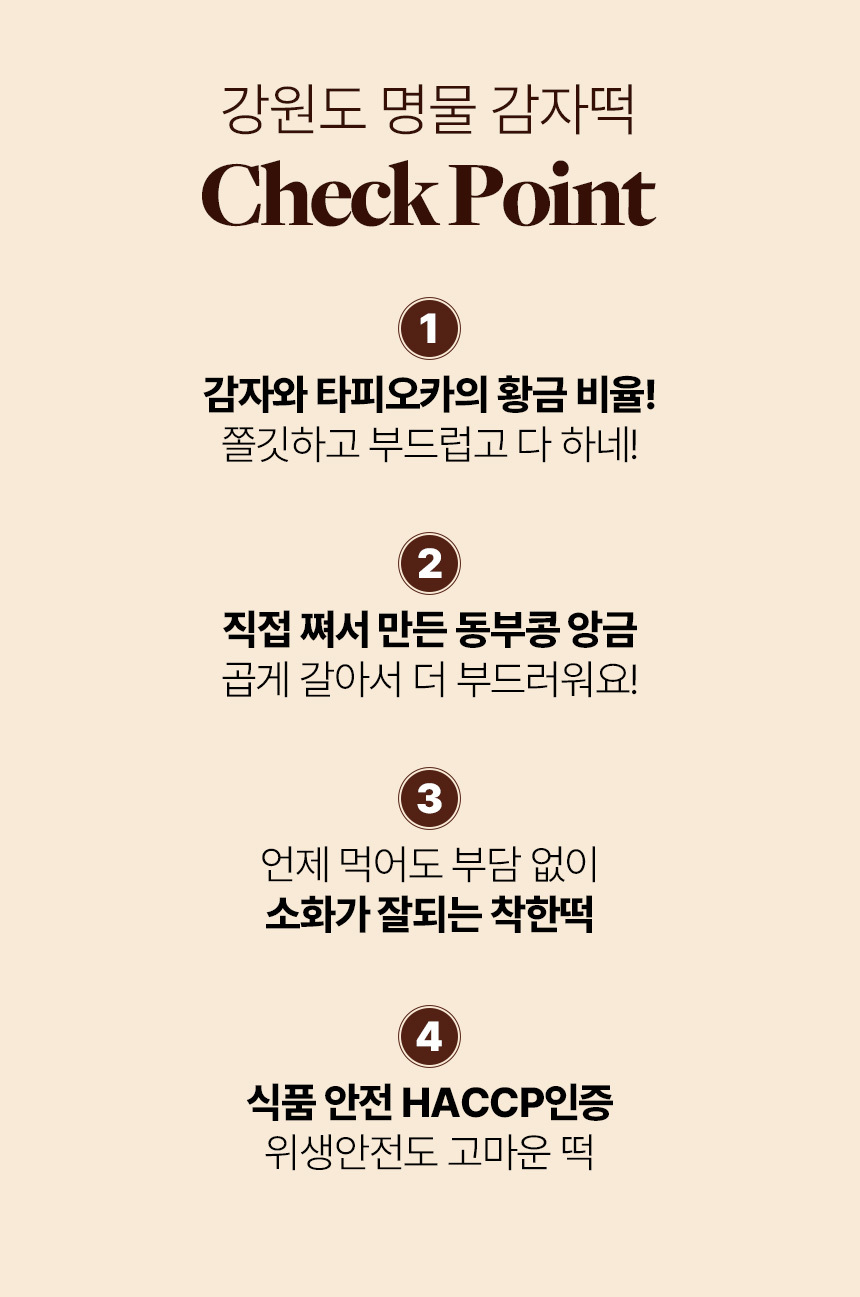 강원도 명물 감자떡
Check Point
1
감자와 타피오카의 황금 비율!
쫄깃하고 부드럽고 다 하네!
2
직접 쪄서 만든 동부콩 앙금
곱게 갈아서 더 부드러워요!
3
언제 먹어도 부담 없이
소화가 잘되는 착한떡
4
식품 안전 HACCP인증
위생안전도 고마운 떡